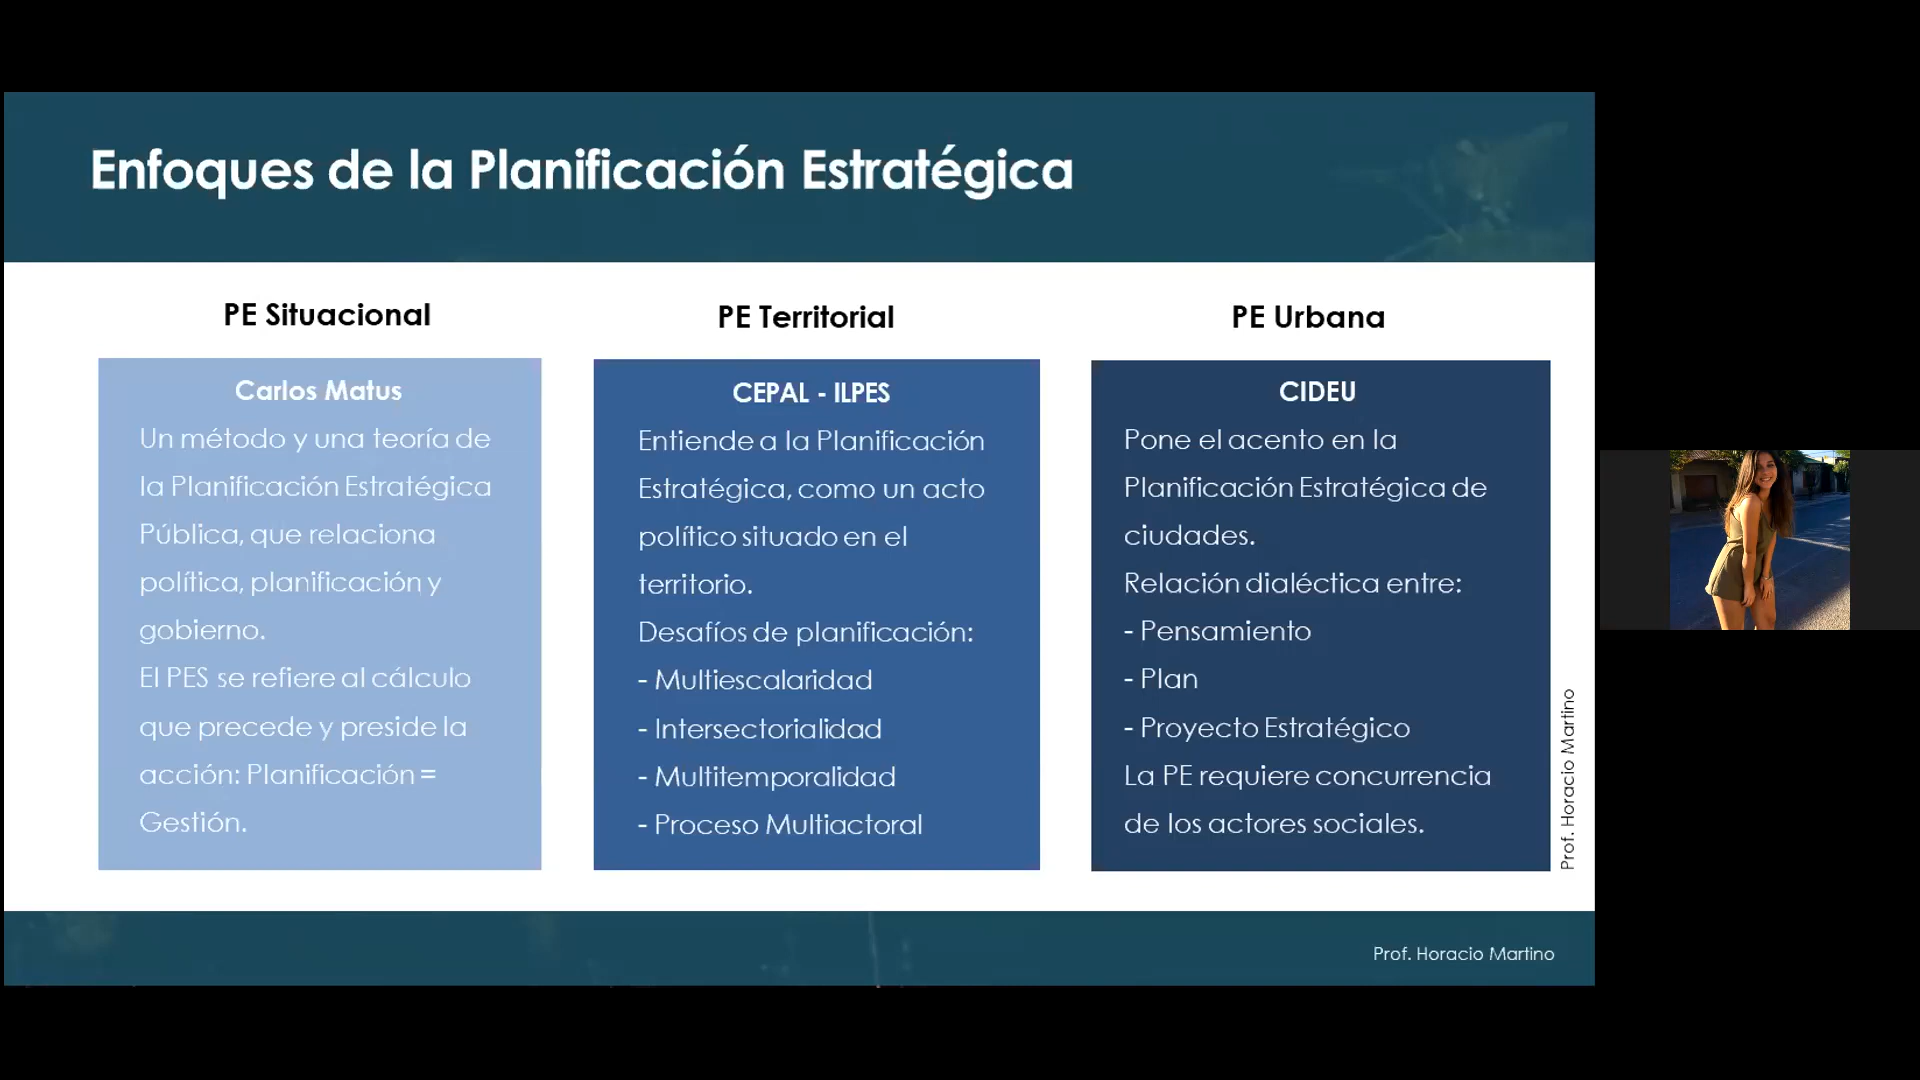 Enfoques de la Planificación Estratégica
PE Situacional
Carlos Matus
Un método y una teoría de
la Planificación Estratégica
Pública, que relaciona
política, planificación y
gobierno.
El PES se refiere al cálculo
que precede y preside la
acción: Planificación =
Gestión.
PE Territorial
CEPAL - ILPES
Entiende a la Planificación
Estratégica, como un acto
político situado en el
territorio.
Desafíos de planificación:
- Multiescalaridad
- Intersectorialidad
- Multitemporalidad
- Proceso Multiactoral
PE Urbana
CIDEU
Pone el acento en la
Planificación Estratégica de
ciudades.
Relación dialéctica entre:
- Pensamiento
- Plan
- Proyecto Estratégico
La PE requiere concurrencia
de los actores sociales.
Prof. Horacio Martino
Prof. Horacio Martino